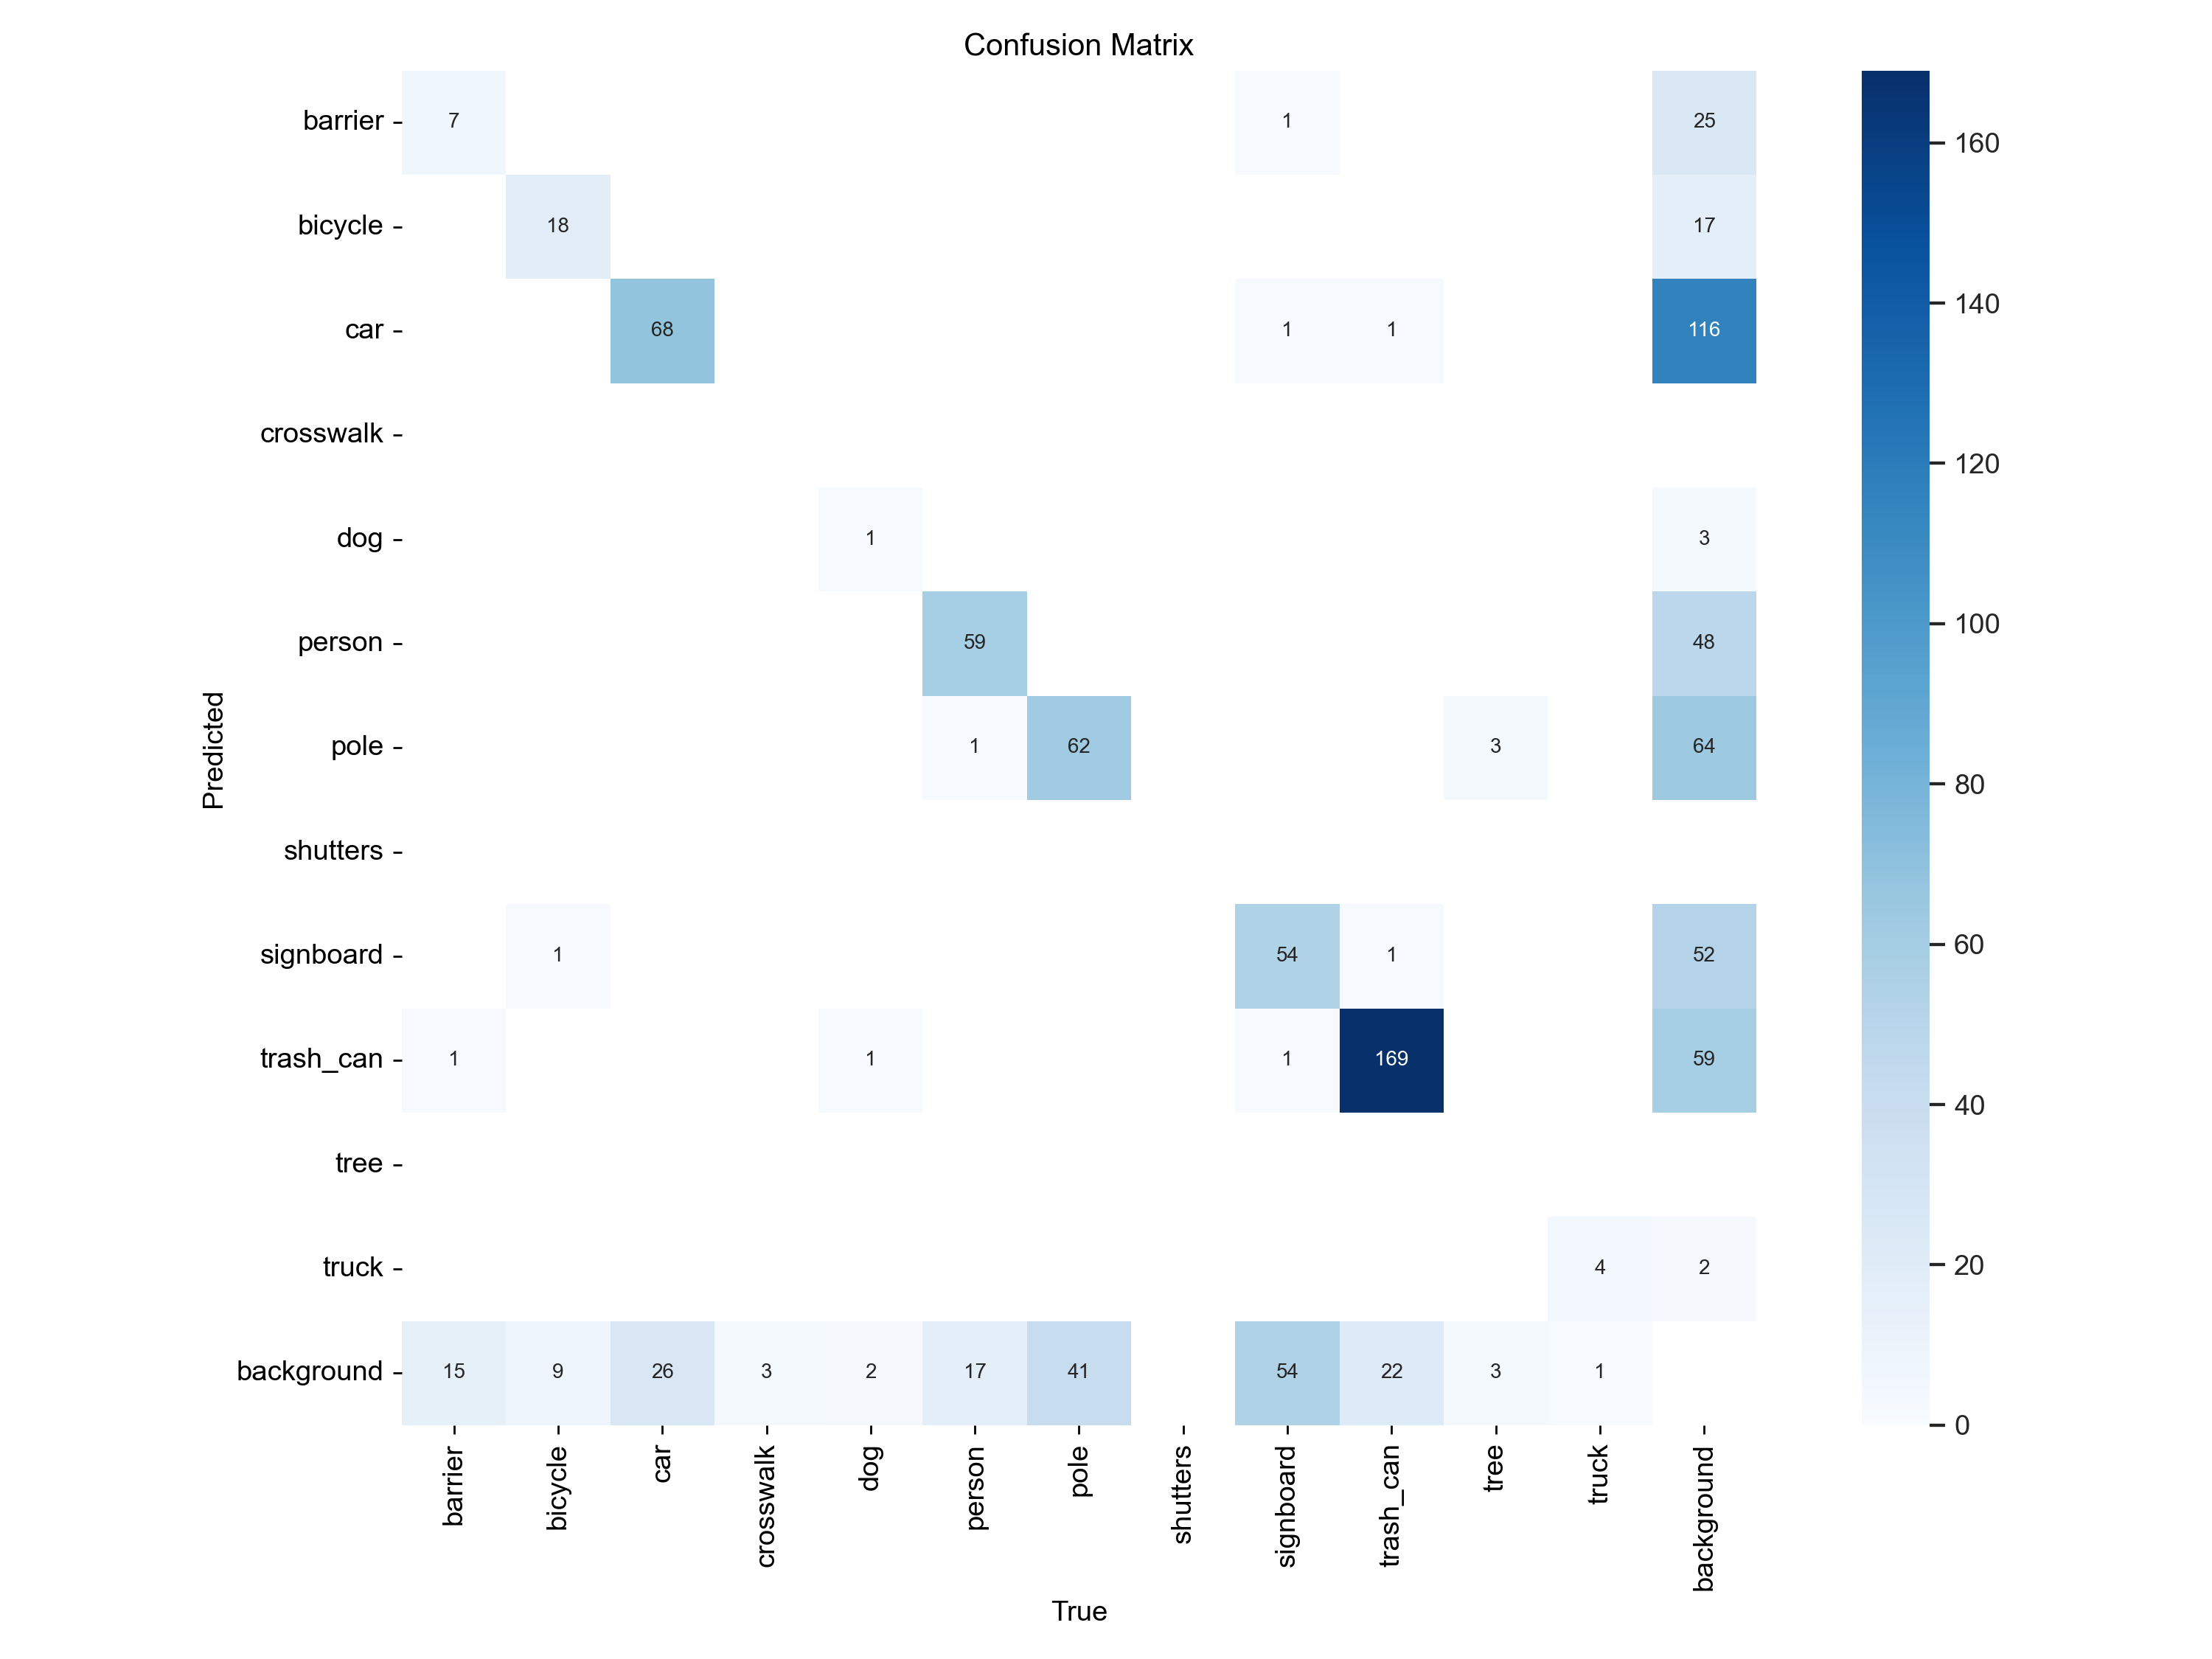 Confusion Matrix
barrier 7 1 25
160
bicycle 18 17
140
car 68 1 1 116
120
crosswalk
dog 1 3
100
person 59 48
Predicted
pole 1 62 3 64
80
shutters
signboard 1 54 1 52
60
trash_can 1 1 1 169 59
40
tree
truck 4 2
20
background 15 9 26 3 2 17 41 54 22 3 1
0
barrier bicycle car crosswalk dog person pole shutters signboard trash_can tree truck background
True